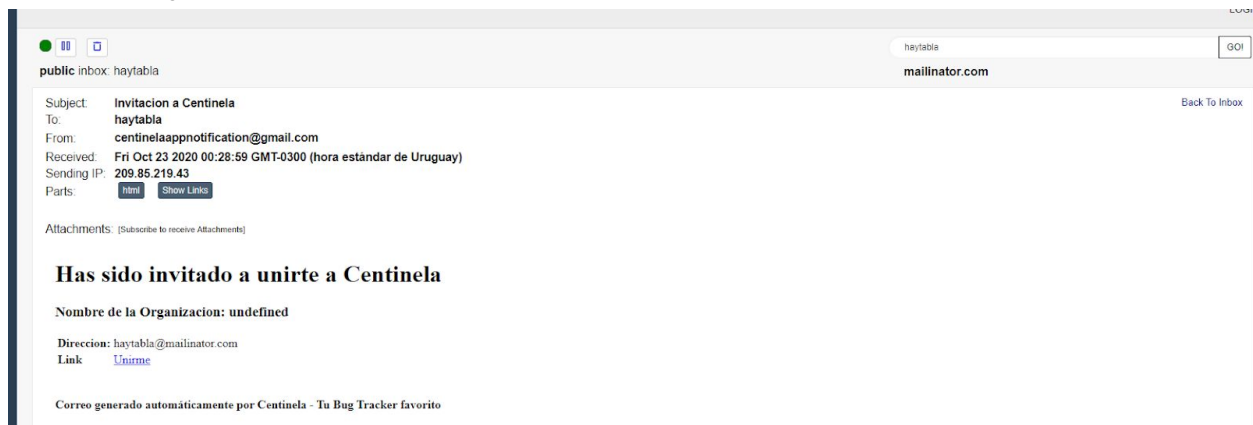 haytabla GO!
public inbox: haytabla mailinator.com
Subject: Invitacion a Centinela Back To Inbox
To: haytabla
From: centinelaappnotification@gmail.com
Received: Fri Oct 23 2020 00:28:59 GMT-0300 (hora estándar de Uruguay)
Sending IP: 209.85.219.43
Parts: html Show Links
Attachments: [Subscribe to receive Attachments]
Has sido invitado a unirte a Centinela
Nombre de la Organizacion: undefined
Direccion: haytabla@mailinator.com
Link Unirme
Correo generado automáticamente por Centinela - Tu Bug Tracker favorito